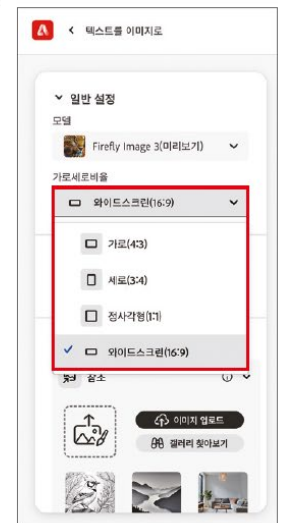 텍스트를 이미지로
일반 설정
모델
Firefly Image 3(미리보기)
가로세로비율
와이드스크린(16:9)
가로(4:3)
세로(3:4)
정사각형(1:1)
와이드스크린(16:9)
참조
이미지 업로드
갤러리 찾아보기